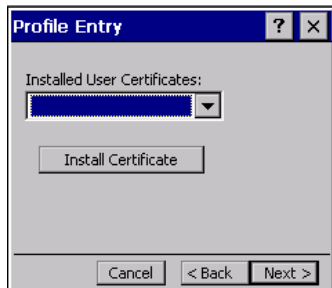 Profile Entry ? ×
Installed User Certificates:
Install Certificate
Cancel < Back Next >